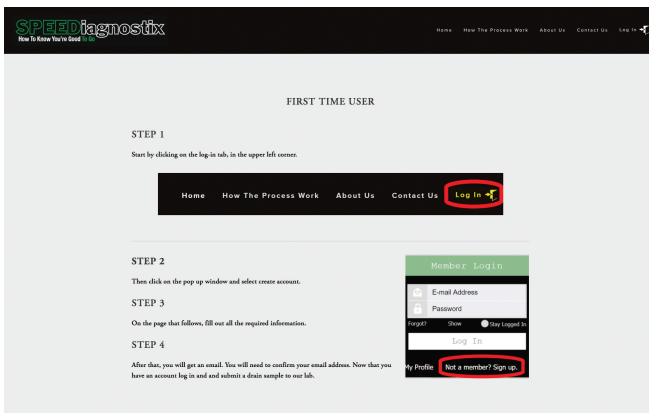 SPEEDiagnostix
How To Know You're Good To Go
Home How The Process Work About Us Contact Us Log In
FIRST TIME USER
STEP 1
Start by clicking on the log-in tab, in the upper left corner.
Home How The Process Work About Us Contact Us Log In
STEP 2
Then click on the pop up window and select create account.
STEP 3
On the page that follows, fill out all the required information.
STEP 4
After that, you will get an email. You will need to confirm your email address. Now that you
have an account log in and and submit a drain sample to our lab.
Member Login
E-mail Address
Password
Forgot? Show Stay Logged In
Log In
My Profile Not a member? Sign up.